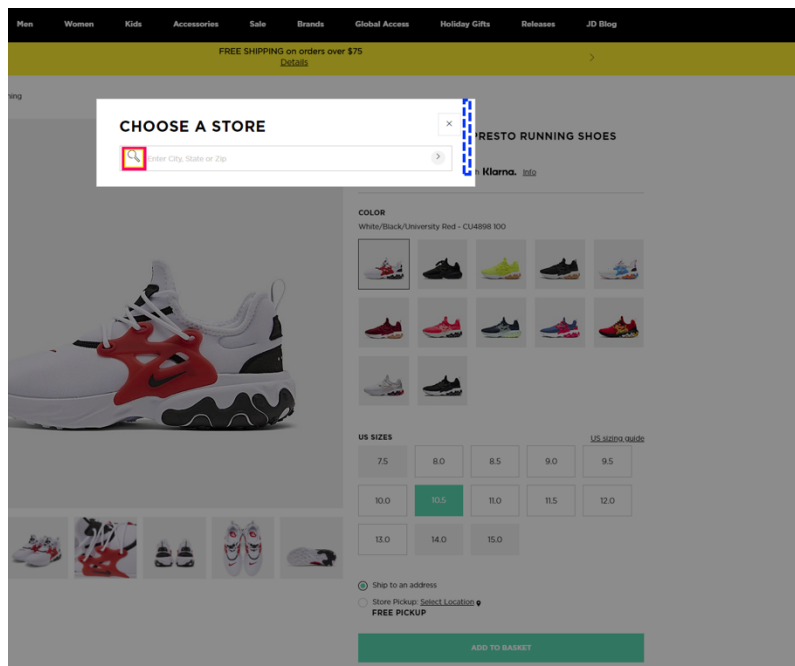 Men Women Kids Accessories Sale Brands Global Access Holiday Gifts Releases JD Blog
FREE SHIPPING on orders over $75
Details
CHOOSE A STORE
Enter City, State or Zip
PRESTO RUNNING SHOES
Klarna. Info
COLOR
White/Black/University Red - CU4898 100
US SIZES US sizing guide
7.5 8.0 8.5 9.0 9.5
10.0 10.5 11.0 11.5 12.0
13.0 14.0 15.0
Ship to an address
Store Pickup: Select Location
FREE PICKUP
ADD TO BASKET